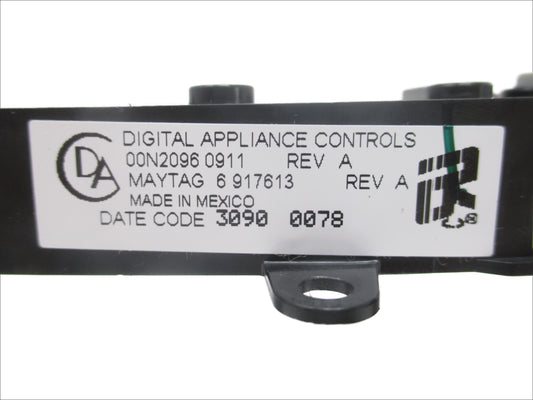 DIGITAL APPLIANCE CONTROLS
00N2096 0911 REV A
MAYTAG 6 917613 REV A
MADE IN MEXICO
DATE CODE 3090 0078